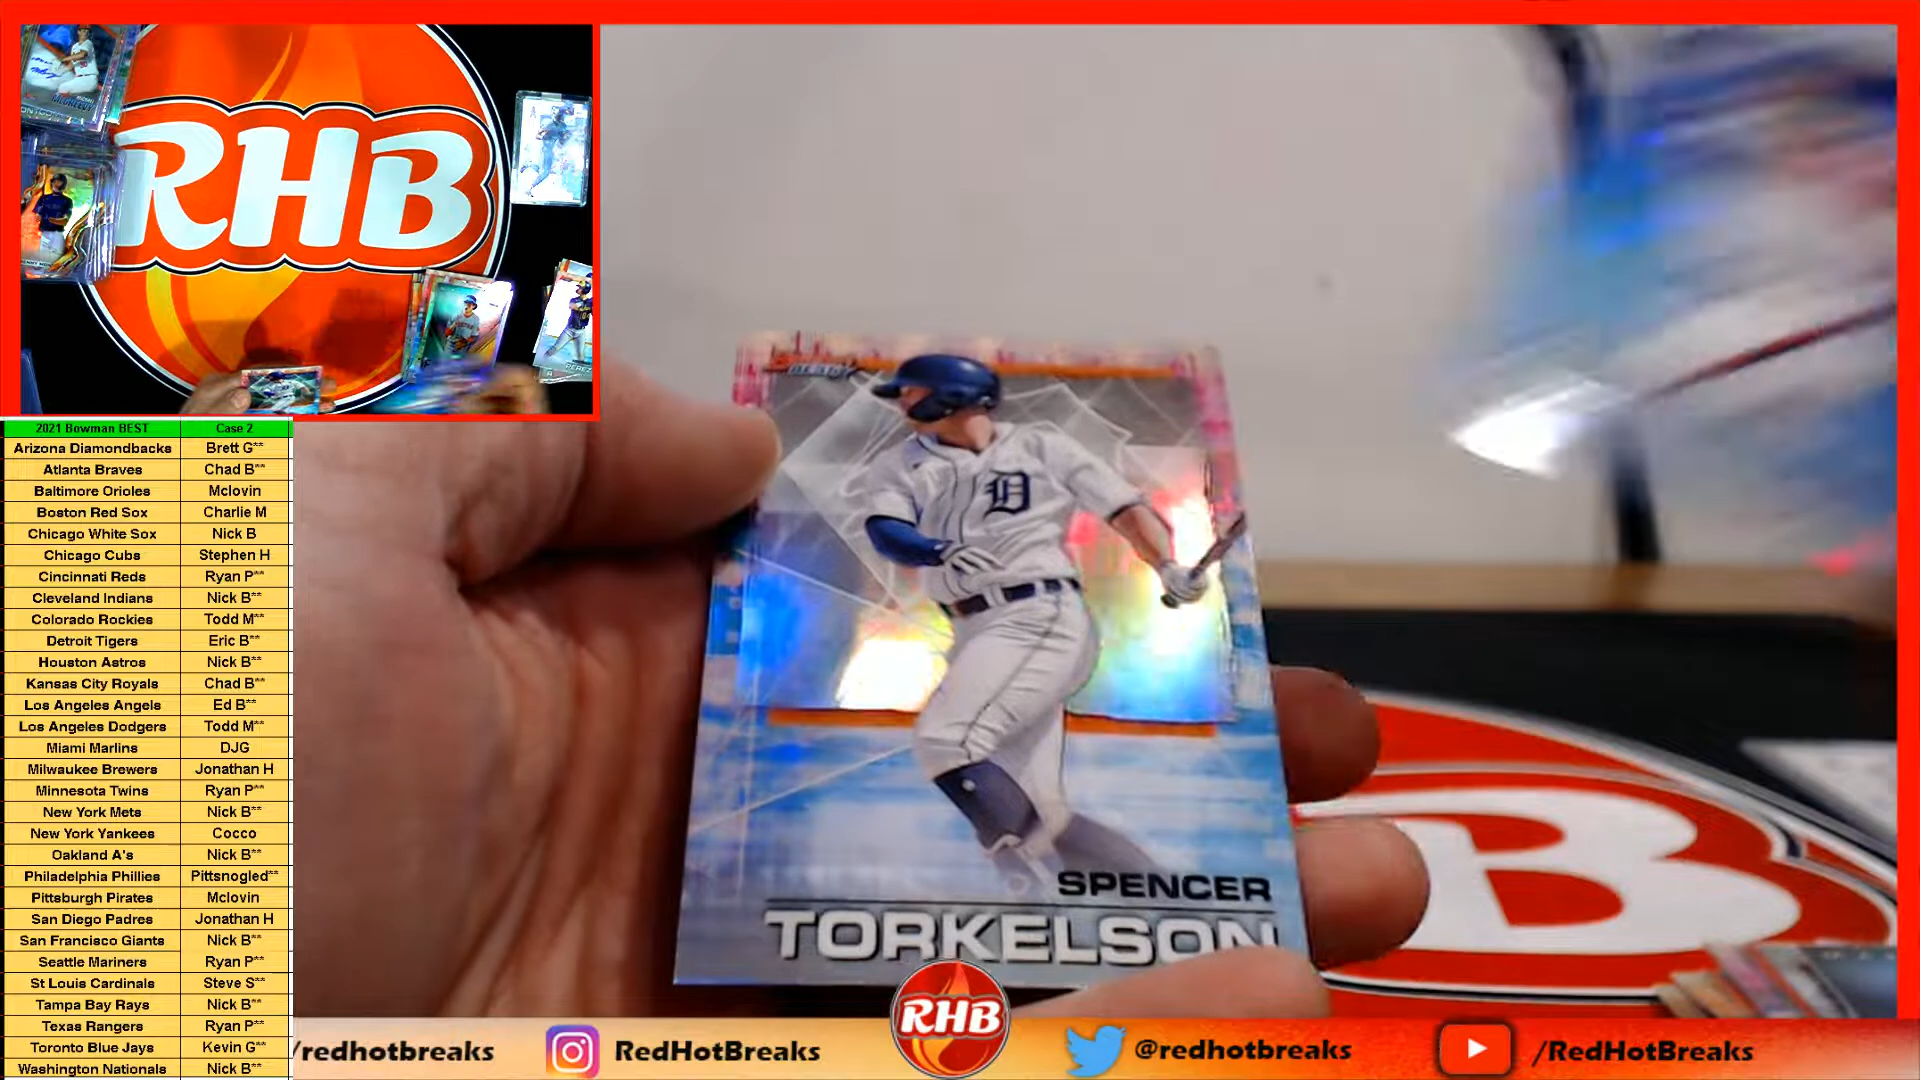 MCGREEVY
RHB
PEREZ
2021 Bowman BEST Case 2
Arizona Diamondbacks Brett G**
Atlanta Braves Chad B**
Baltimore Orioles Mclovin
Boston Red Sox Charlie M
Chicago White Sox Nick B
Chicago Cubs Stephen H
Cincinnati Reds Ryan P**
Cleveland Indians Nick B**
Colorado Rockies Todd M**
Detroit Tigers Eric B**
Houston Astros Nick B**
Kansas City Royals Chad B**
Los Angeles Angels Ed B**
Los Angeles Dodgers Todd M**
Miami Marlins DJG
Milwaukee Brewers Jonathan H
Minnesota Twins Ryan P**
New York Mets Nick B**
New York Yankees Cocco
Oakland A's Nick B**
Philadelphia Phillies Pittsnogled**
Pittsburgh Pirates Mclovin
San Diego Padres Jonathan H
San Francisco Giants Nick B**
Seattle Mariners Ryan P**
St Louis Cardinals Steve S**
Tampa Bay Rays Nick B**
Texas Rangers Ryan P**
Toronto Blue Jays Kevin G**
Washington Nationals Nick B**
BEST
D
SPENCER
TORKELSON
B
RHB
/redhotbreaks
RedHotBreaks
@redhotbreaks
/RedHotBreaks